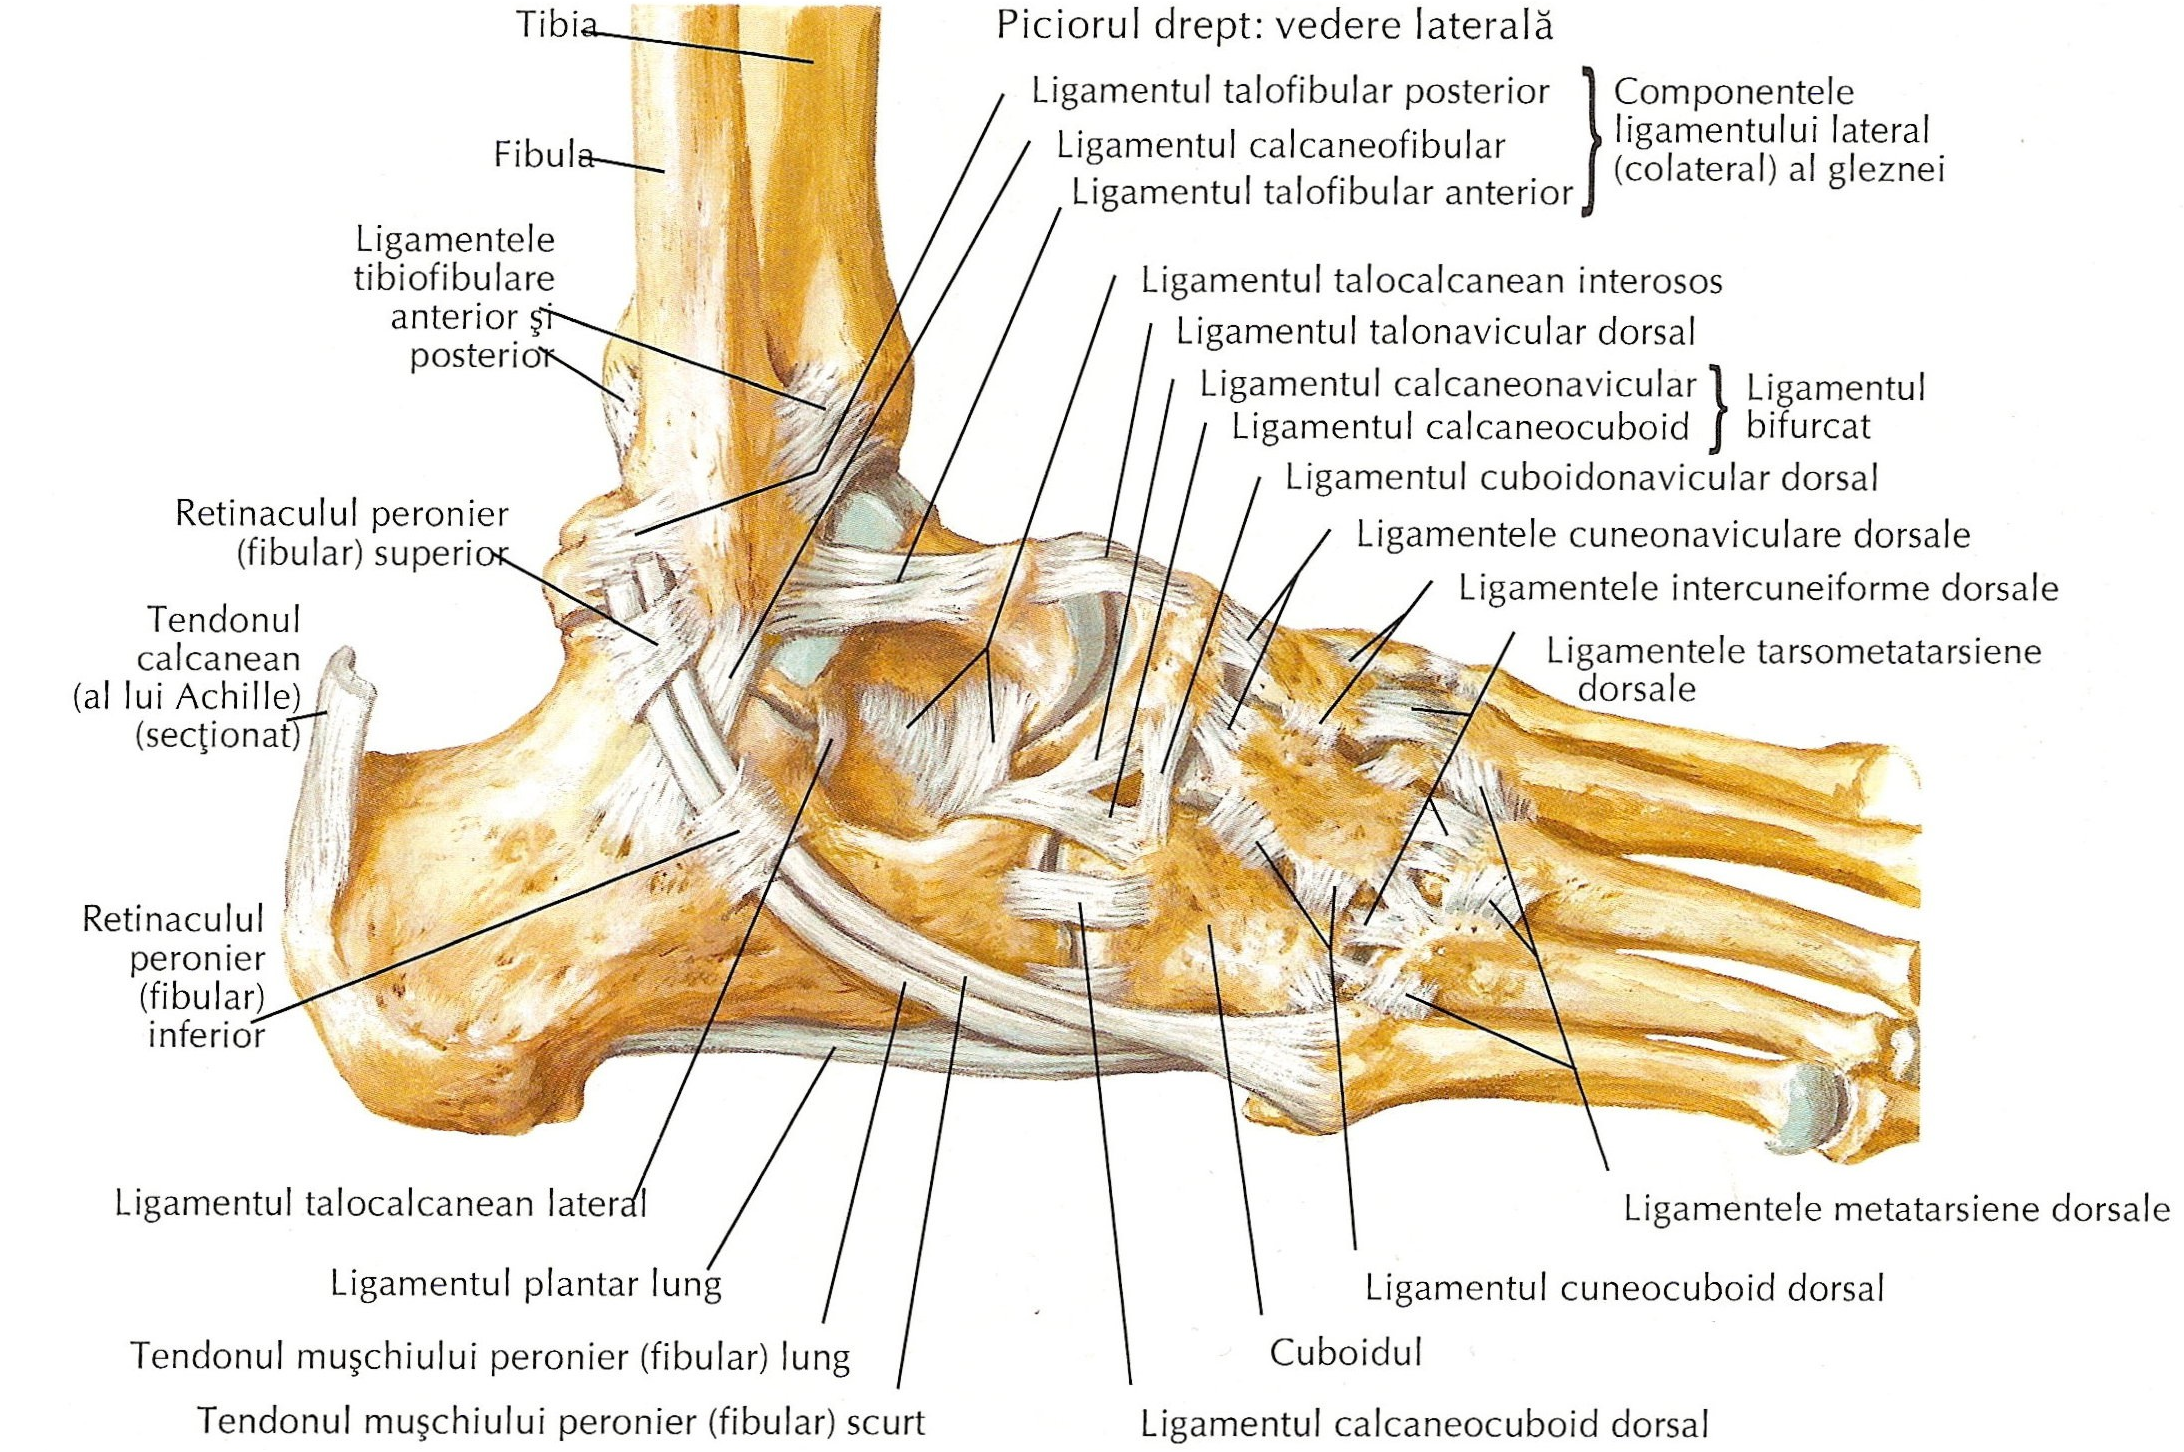 Tibia
Piciorul drept: vedere laterală
Ligamentul talofibular posterior
Ligamentul calcaneofibular
Ligamentul talofibular anterior
Componentele
ligamentului lateral
(colateral) al gleznei
Fibula
Ligamentele
tibiofibulare
anterior şi
posterior
Ligamentul talocalcanean interosos
Ligamentul talonavicular dorsal
Ligamentul calcaneonavicular
Ligamentul calcaneocuboid
Ligamentul
bifurcat
Ligamentul cuboidonavicular dorsal
Ligamentele cuneonaviculare dorsale
Ligamentele intercuneiforme dorsale
Ligamentele tarsometatarsiene
dorsale
Retinaculul peronier
(fibular) superior
Tendonul
calcanean
(al lui Achille)
(secţionat)
Retinaculul
peronier
(fibular)
inferior
Ligamentul talocalcanean lateral
Ligamentul plantar lung
Tendonul muşchiului peronier (fibular) lung
Tendonul muşchiului peronier (fibular) scurt
Ligamentele metatarsiene dorsale
Ligamentul cuneocuboid dorsal
Cuboidul
Ligamentul calcaneocuboid dorsal